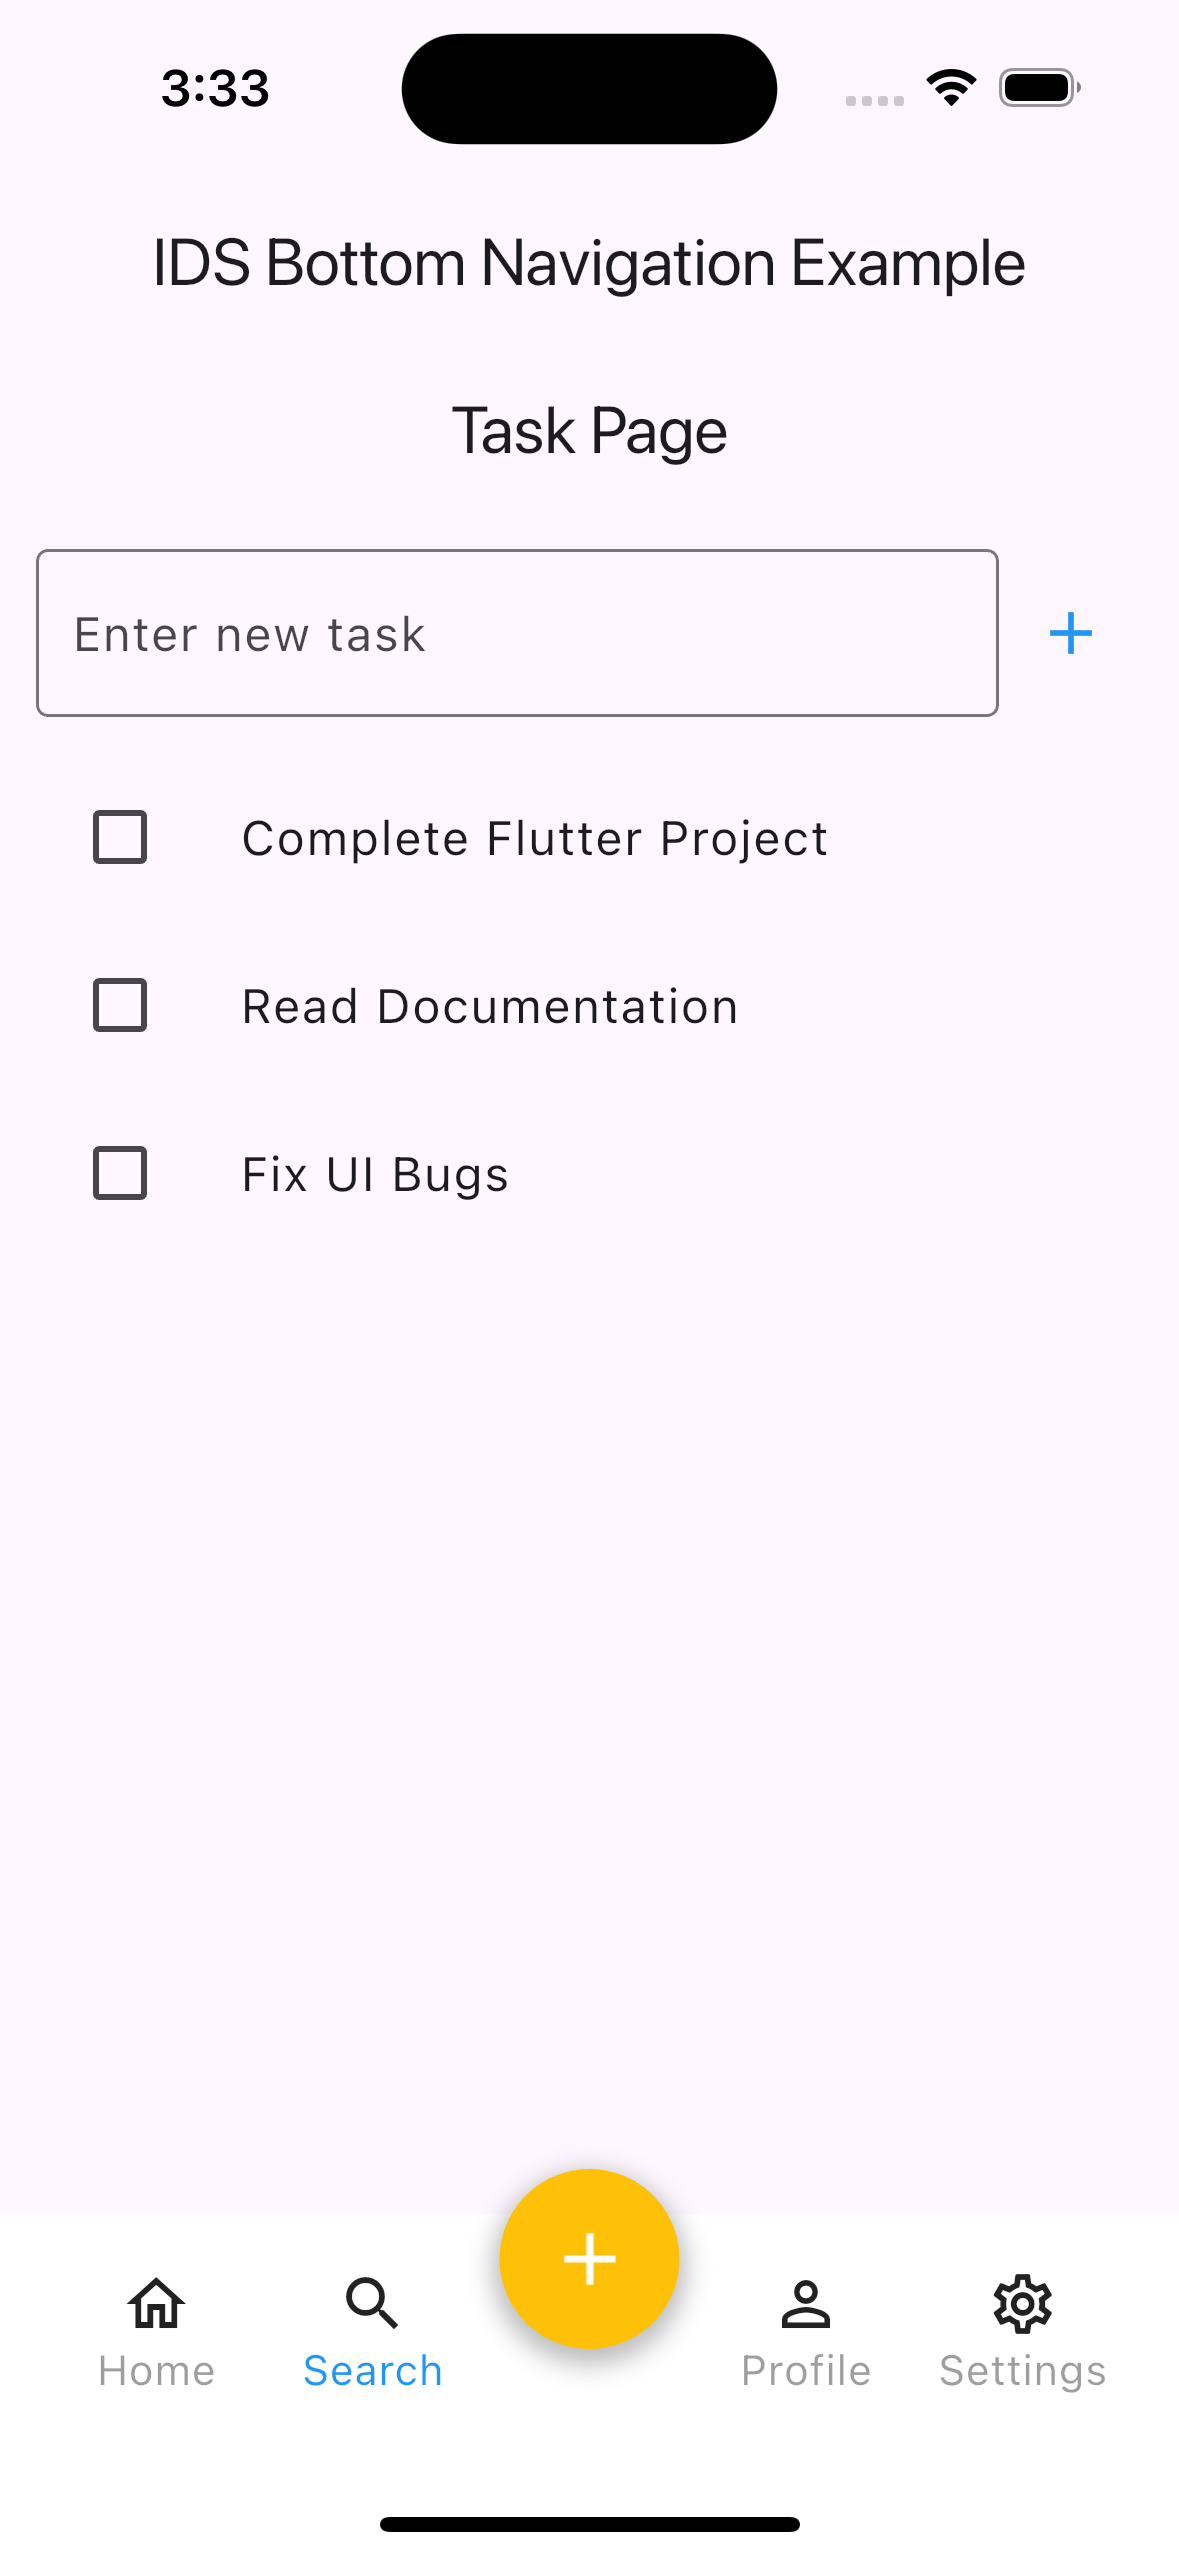 3:33
IDS Bottom Navigation Example
Task Page
Enter new task
Complete Flutter Project
Read Documentation
Fix UI Bugs
Home Search Profile Settings